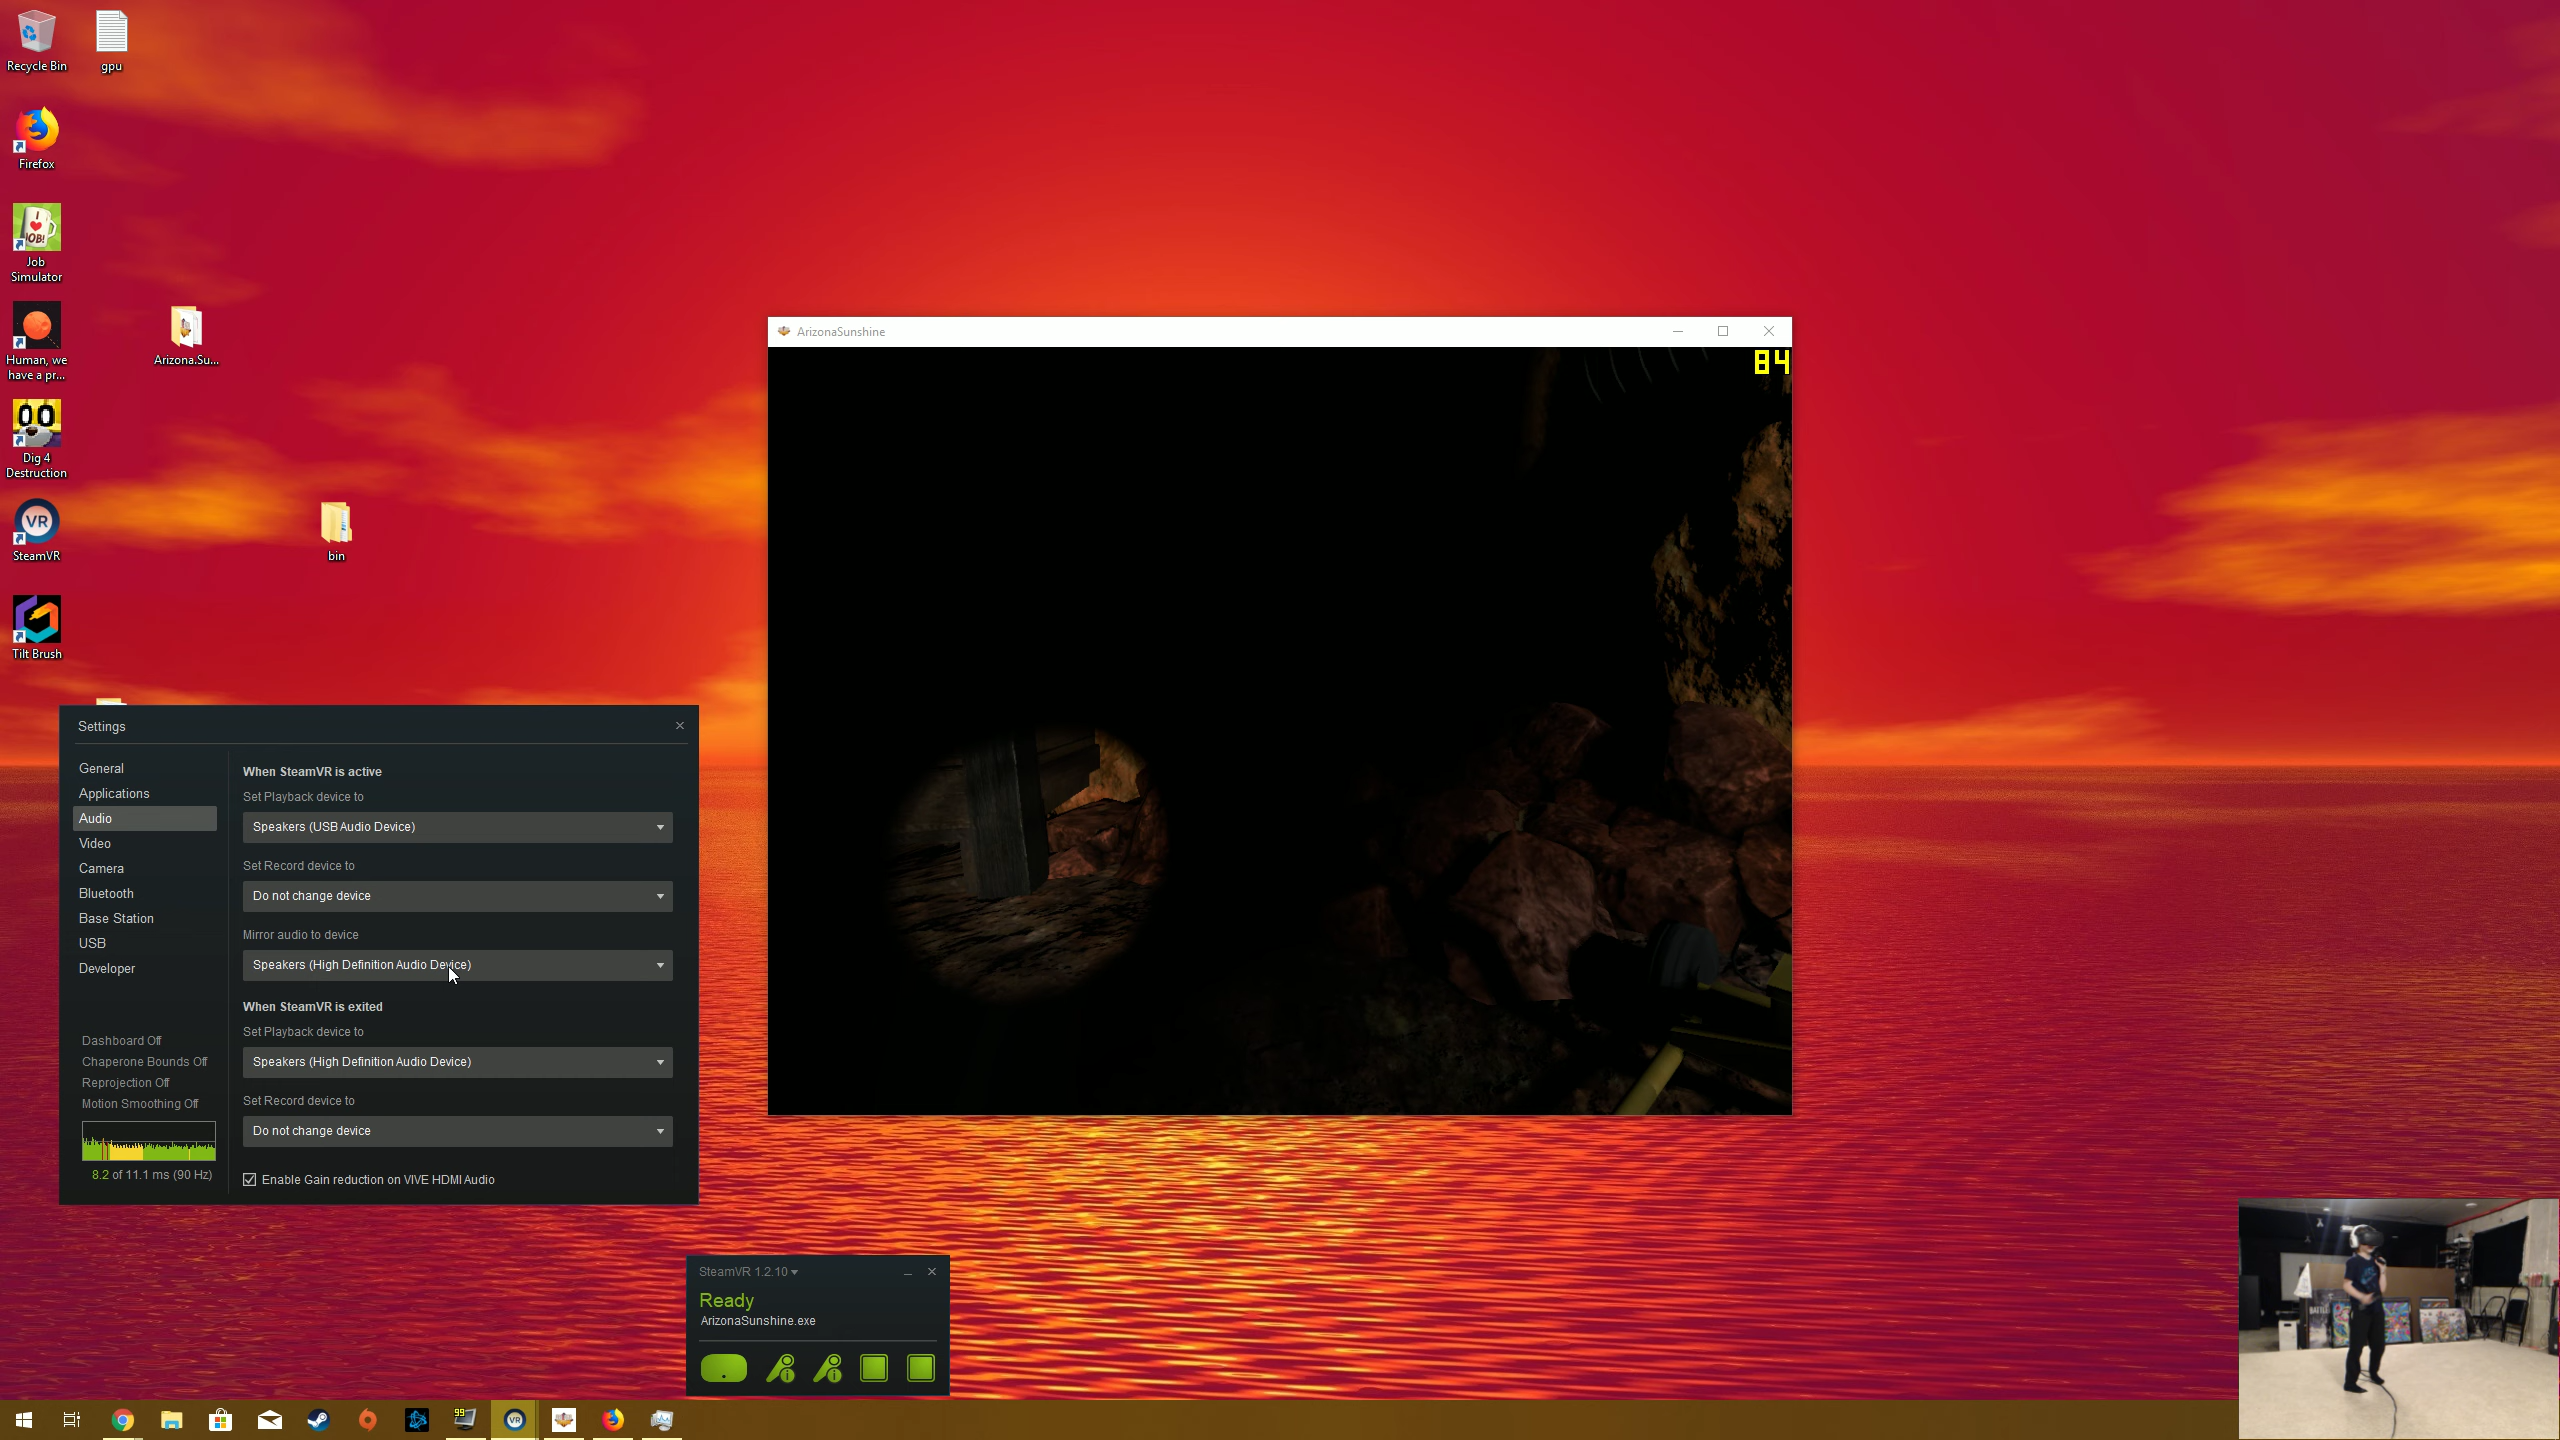 Recycle Bin
gpu
Firefox
I
JOB!
Job
Simulator
Human, we
have a pr...
Arizona.Su...
Dig 4
Destruction
VR
SteamVR
bin
Tilt Brush
ArizonaSunshine
84
Settings
General
Applications
Audio
Video
Camera
Bluetooth
Base Station
USB
Developer
Dashboard Off
Chaperone Bounds Off
Reprojection Off
Motion Smoothing Off
8.2 of 11.1 ms (90 Hz)
When SteamVR is active
Set Playback device to
Speakers (USB Audio Device)
Set Record device to
Do not change device
Mirror audio to device
Speakers (High Definition Audio Device)
When SteamVR is exited
Set Playback device to
Speakers (High Definition Audio Device)
Set Record device to
Do not change device
Enable Gain reduction on VIVE HDMI Audio
SteamVR 1.2.10
Ready
ArizonaSunshine.exe
99
VR